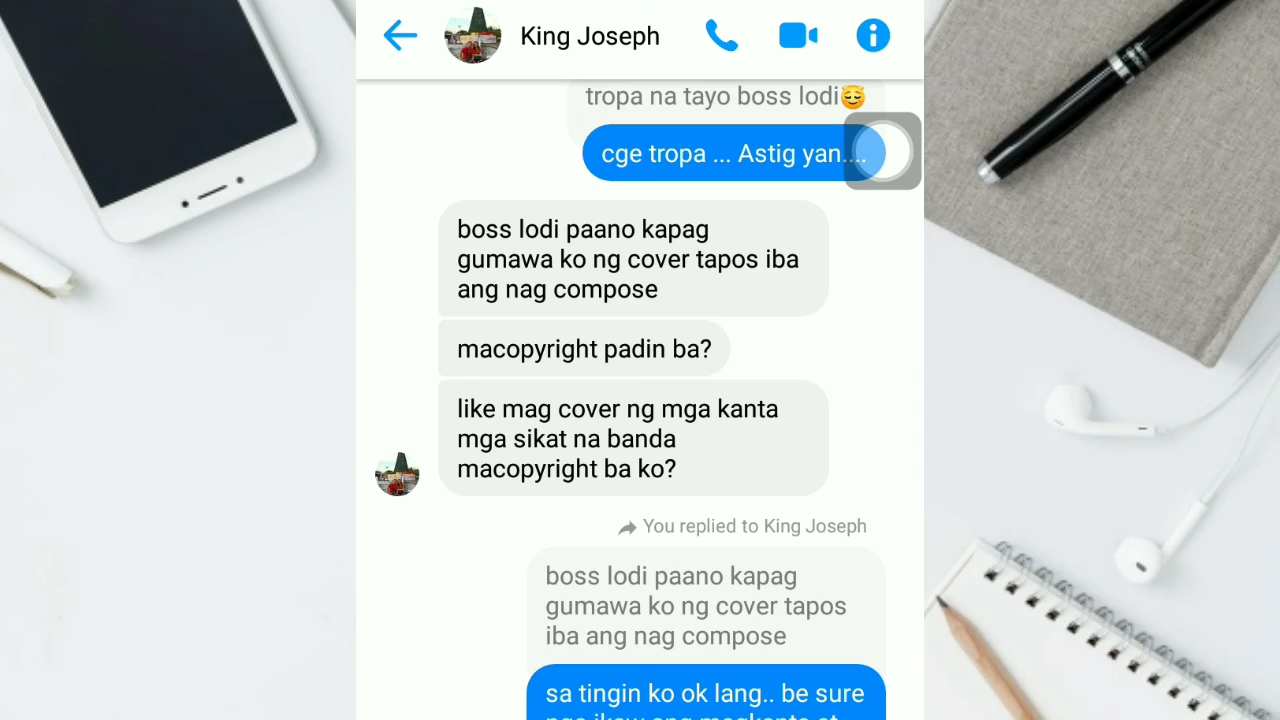 King Joseph
tropa na tayo boss lodi😌
cge tropa ... Astig yan....
boss lodi paano kapag
gumawa ko ng cover tapos iba
ang nag compose
macopyright padin ba?
like mag cover ng mga kanta
mga sikat na banda
macopyright ba ko?
You replied to King Joseph
boss lodi paano kapag
gumawa ko ng cover tapos
iba ang nag compose
sa tingin ko ok lang.. be sure